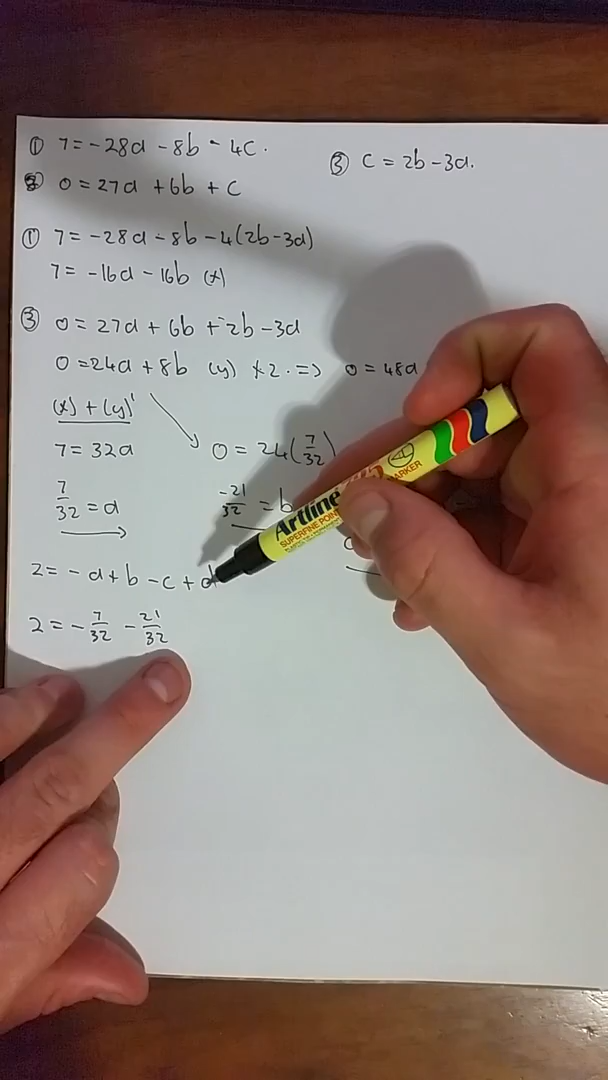 ① 7 = -28a - 8b - 4c.
③ c = 2b - 3a.
② 0 = 27a + 6b + c
① 7 = -28a - 8b - 4(2b - 3a)
7 = -16a - 16b (x)
③ 0 = 27a + 6b + 2b - 3a
0 = 24a + 8b (y) × 2. => 0 = 48a
(x) + (y)'
7 = 32a
0 = 24(7/32)
7/32 = a
-21/32 = b
2 = -a + b - c + d
2 = -7/32 - 21/32
Artline
SUPERFINE POINT
MARKER